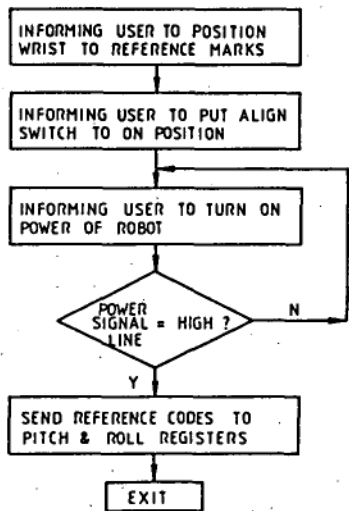 INFORMING USER TO POSITION
WRIST TO REFERENCE MARKS
INFORMING USER TO PUT ALIGN
SWITCH TO ON POSITION
INFORMING USER TO TURN ON
POWER OF ROBOT
POWER
SIGNAL = HIGH ?
LINE
N
Y
SEND REFERENCE CODES TO
PITCH & ROLL REGISTERS
EXIT